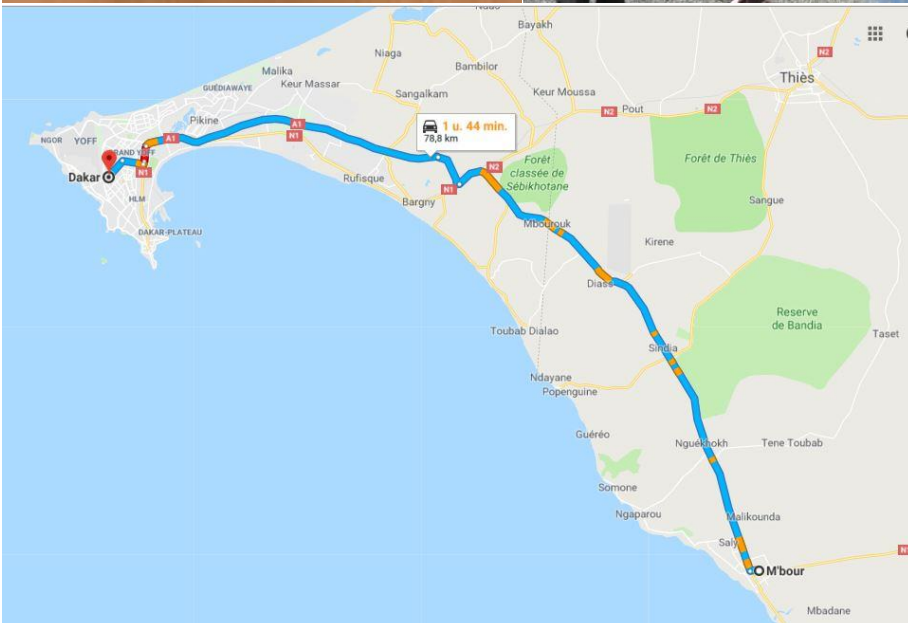 Bayakh
N2
Niaga
Thiès
Malika
Bambilor
GUÉDIAWAYE
Keur Massar
Sangalkam
Keur Moussa
N2
Pout
N2
Pikine
1 u. 44 min.
78,8 km
NGOR
YOFF
A1
A1
N1
GRAND YOFF
Forêt
classée de
Sébikhotane
Forêt de Thiès
N2
Dakar
N1
Rufisque
N1
HLM
Bargny
Sangue
DAKAR-PLATEAU
Mbourouk
Kirene
Diass
Reserve
de Bandia
Toubab Dialao
Taset
Sindia
Ndayane
Popenguine
Guéréo
Nguékhokh
Tene Toubab
Somone
Ngaparou
Malikounda
Saly
N1
M'bour
Mbadane